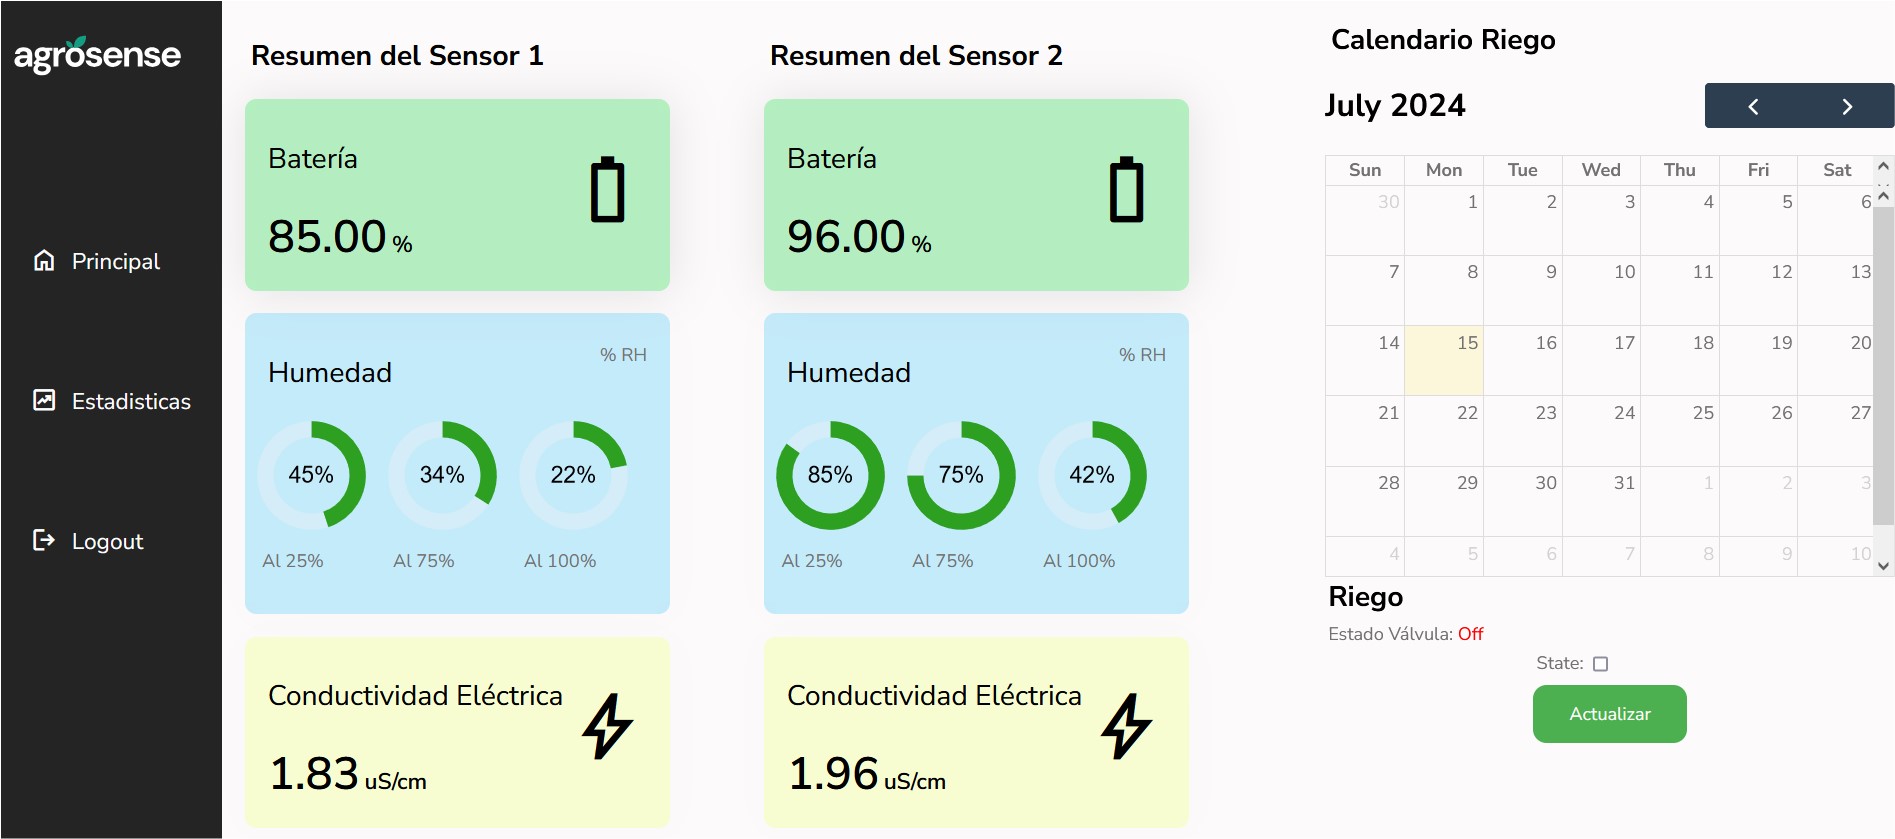 agrosense
Principal
Estadisticas
Logout
Resumen del Sensor 1
Batería
85.00 %
% RH
Humedad
45% 34% 22%
Al 25% Al 75% Al 100%
Conductividad Eléctrica
1.83 uS/cm
Resumen del Sensor 2
Batería
96.00 %
% RH
Humedad
85% 75% 42%
Al 25% Al 75% Al 100%
Conductividad Eléctrica
1.96 uS/cm
Calendario Riego
July 2024
Sun Mon Tue Wed Thu Fri Sat
30 1 2 3 4 5 6
7 8 9 10 11 12 13
14 15 16 17 18 19 20
21 22 23 24 25 26 27
28 29 30 31 1 2 3
4 5 6 7 8 9 10
Riego
Estado Válvula: Off
State:
Actualizar